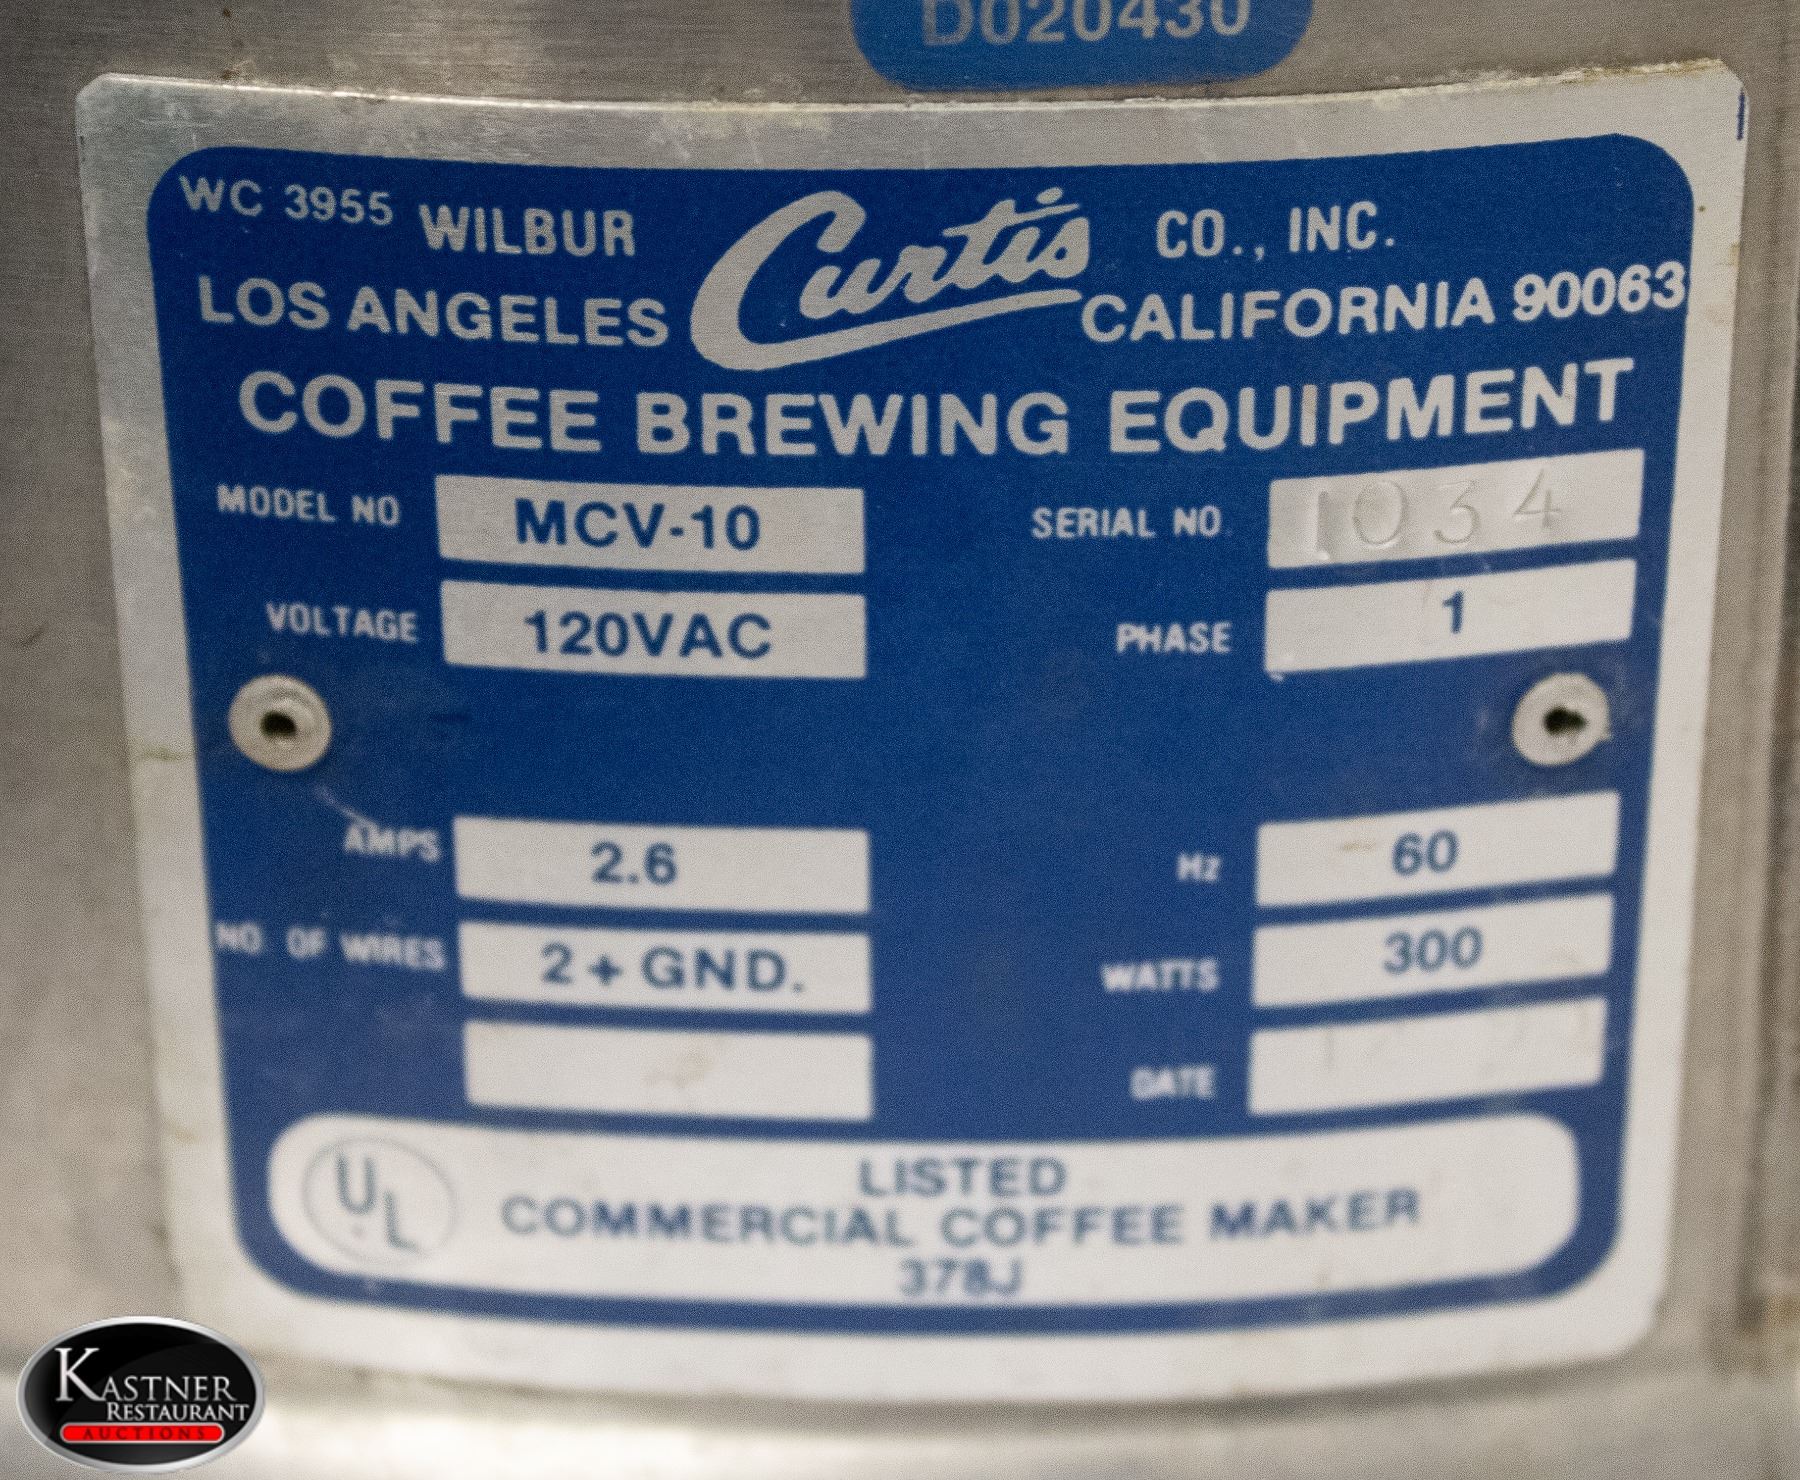 D020430
WC 3955 WILBUR Curtis CO., INC.
LOS ANGELES CALIFORNIA 90063
COFFEE BREWING EQUIPMENT
MODEL NO MCV-10 SERIAL NO. 1034
VOLTAGE 120VAC PHASE 1
AMPS 2.6 Hz 60
NO. OF WIRES 2 + GND. WATTS 300
DATE
UL
LISTED
COMMERCIAL COFFEE MAKER
378J
KASTNER
RESTAURANT
AUCTIONS